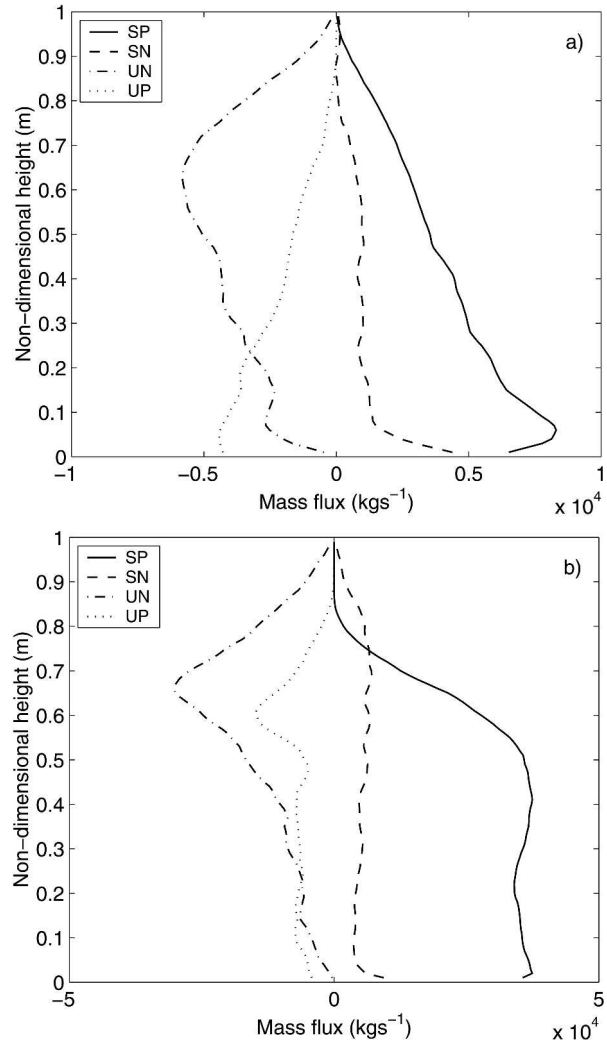 SP
SN
UN
UP
a)
Non-dimensional height (m)
1
0.9
0.8
0.7
0.6
0.5
0.4
0.3
0.2
0.1
0
−1
−0.5
0
0.5
1
Mass flux (kgs⁻¹)
x 10⁴
SP
SN
UN
UP
b)
Non-dimensional height (m)
1
0.9
0.8
0.7
0.6
0.5
0.4
0.3
0.2
0.1
0
−5
0
5
Mass flux (kgs⁻¹)
x 10⁴